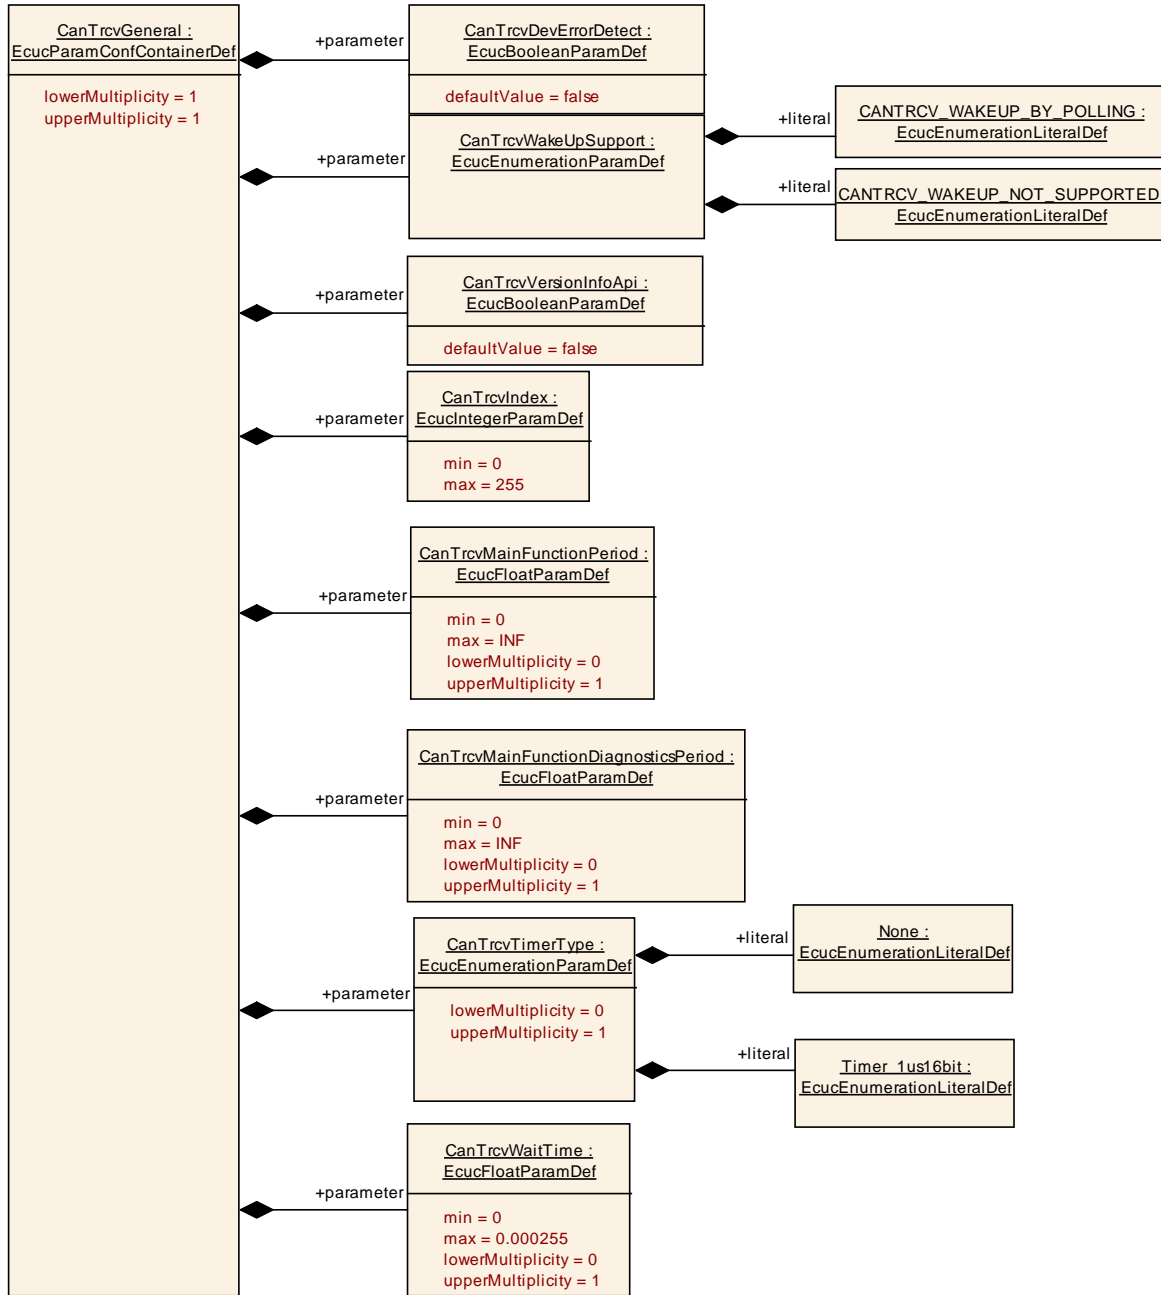 CanTrcvGeneral :
EcucParamConfContainerDef
lowerMultiplicity = 1
upperMultiplicity = 1
+parameter
CanTrcvDevErrorDetect :
EcucBooleanParamDef
defaultValue = false
+parameter
CanTrcvWakeUpSupport :
EcucEnumerationParamDef
+literal
CANTRCV_WAKEUP_BY_POLLING :
EcucEnumerationLiteralDef
+literal
CANTRCV_WAKEUP_NOT_SUPPORTED :
EcucEnumerationLiteralDef
+parameter
CanTrcvVersionInfoApi :
EcucBooleanParamDef
defaultValue = false
+parameter
CanTrcvIndex :
EcucIntegerParamDef
min = 0
max = 255
+parameter
CanTrcvMainFunctionPeriod :
EcucFloatParamDef
min = 0
max = INF
lowerMultiplicity = 0
upperMultiplicity = 1
+parameter
CanTrcvMainFunctionDiagnosticsPeriod :
EcucFloatParamDef
min = 0
max = INF
lowerMultiplicity = 0
upperMultiplicity = 1
+parameter
CanTrcvTimerType :
EcucEnumerationParamDef
lowerMultiplicity = 0
upperMultiplicity = 1
+literal
None :
EcucEnumerationLiteralDef
+literal
Timer_1us16bit :
EcucEnumerationLiteralDef
+parameter
CanTrcvWaitTime :
EcucFloatParamDef
min = 0
max = 0.000255
lowerMultiplicity = 0
upperMultiplicity = 1